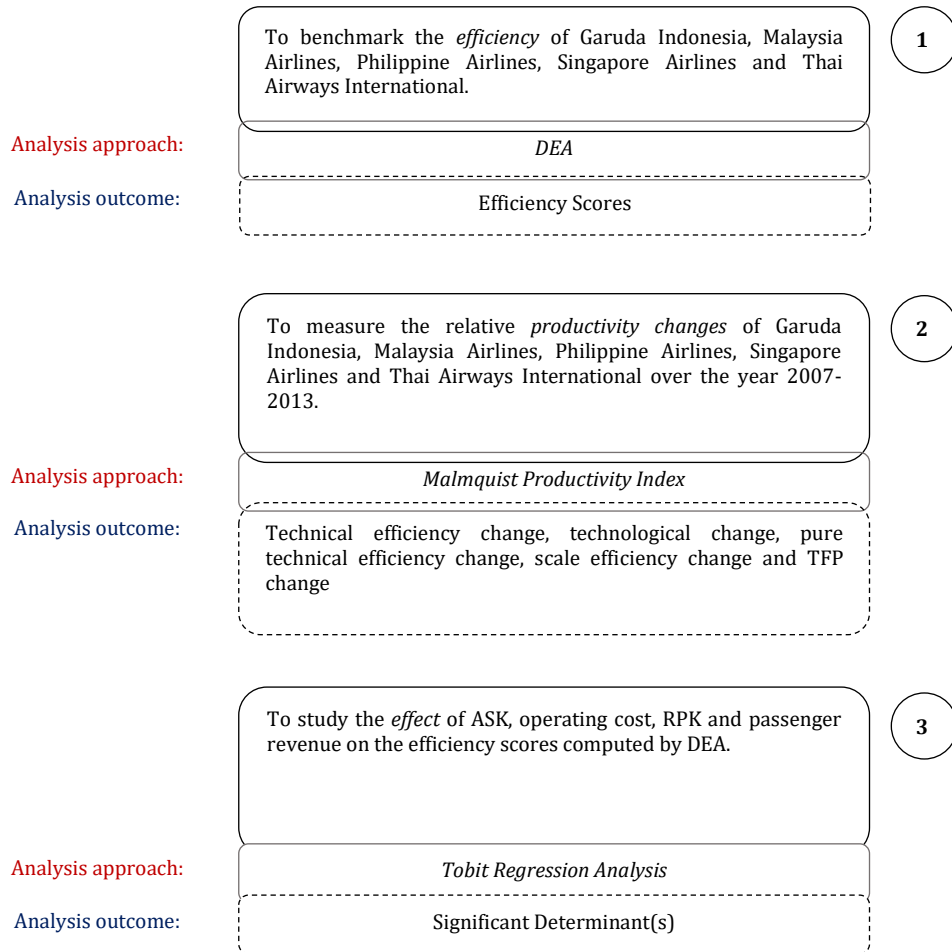 To benchmark the efficiency of Garuda Indonesia, Malaysia
Airlines, Philippine Airlines, Singapore Airlines and Thai
Airways International.
1
Analysis approach:
DEA
Analysis outcome:
Efficiency Scores
To measure the relative productivity changes of Garuda
Indonesia, Malaysia Airlines, Philippine Airlines, Singapore
Airlines and Thai Airways International over the year 2007-
2013.
2
Analysis approach:
Malmquist Productivity Index
Analysis outcome:
Technical efficiency change, technological change, pure
technical efficiency change, scale efficiency change and TFP
change
To study the effect of ASK, operating cost, RPK and passenger
revenue on the efficiency scores computed by DEA.
3
Analysis approach:
Tobit Regression Analysis
Analysis outcome:
Significant Determinant(s)